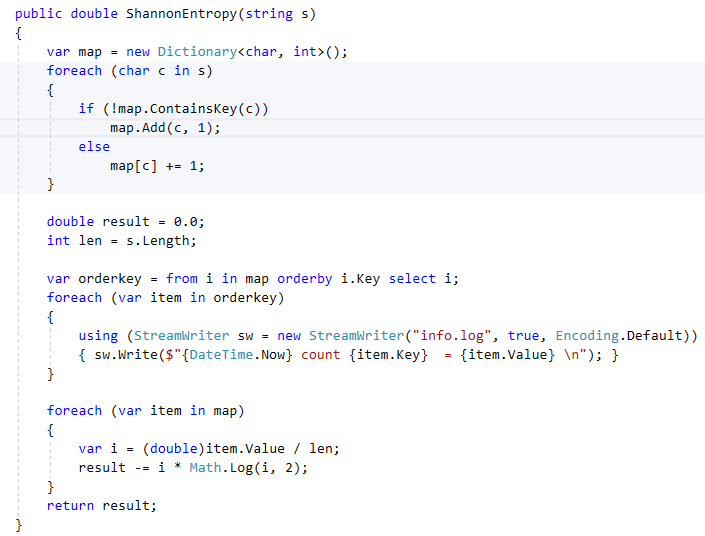 public double ShannonEntropy(string s)
{
    var map = new Dictionary<char, int>();
    foreach (char c in s)
    {
        if (!map.ContainsKey(c))
            map.Add(c, 1);
        else
            map[c] += 1;
    }

    double result = 0.0;
    int len = s.Length;

    var orderkey = from i in map orderby i.Key select i;
    foreach (var item in orderkey)
    {
        using (StreamWriter sw = new StreamWriter("info.log", true, Encoding.Default))
        { sw.Write($"{DateTime.Now} count {item.Key}  = {item.Value} \n"); }
    }

    foreach (var item in map)
    {
        var i = (double)item.Value / len;
        result -= i * Math.Log(i, 2);
    }
    return result;
}